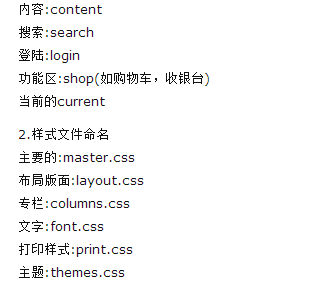 内容:content
搜索:search
登陆:login
功能区:shop(如购物车，收银台)
当前的current
2.样式文件命名
主要的:master.css
布局版面:layout.css
专栏:columns.css
文字:font.css
打印样式:print.css
主题:themes.css